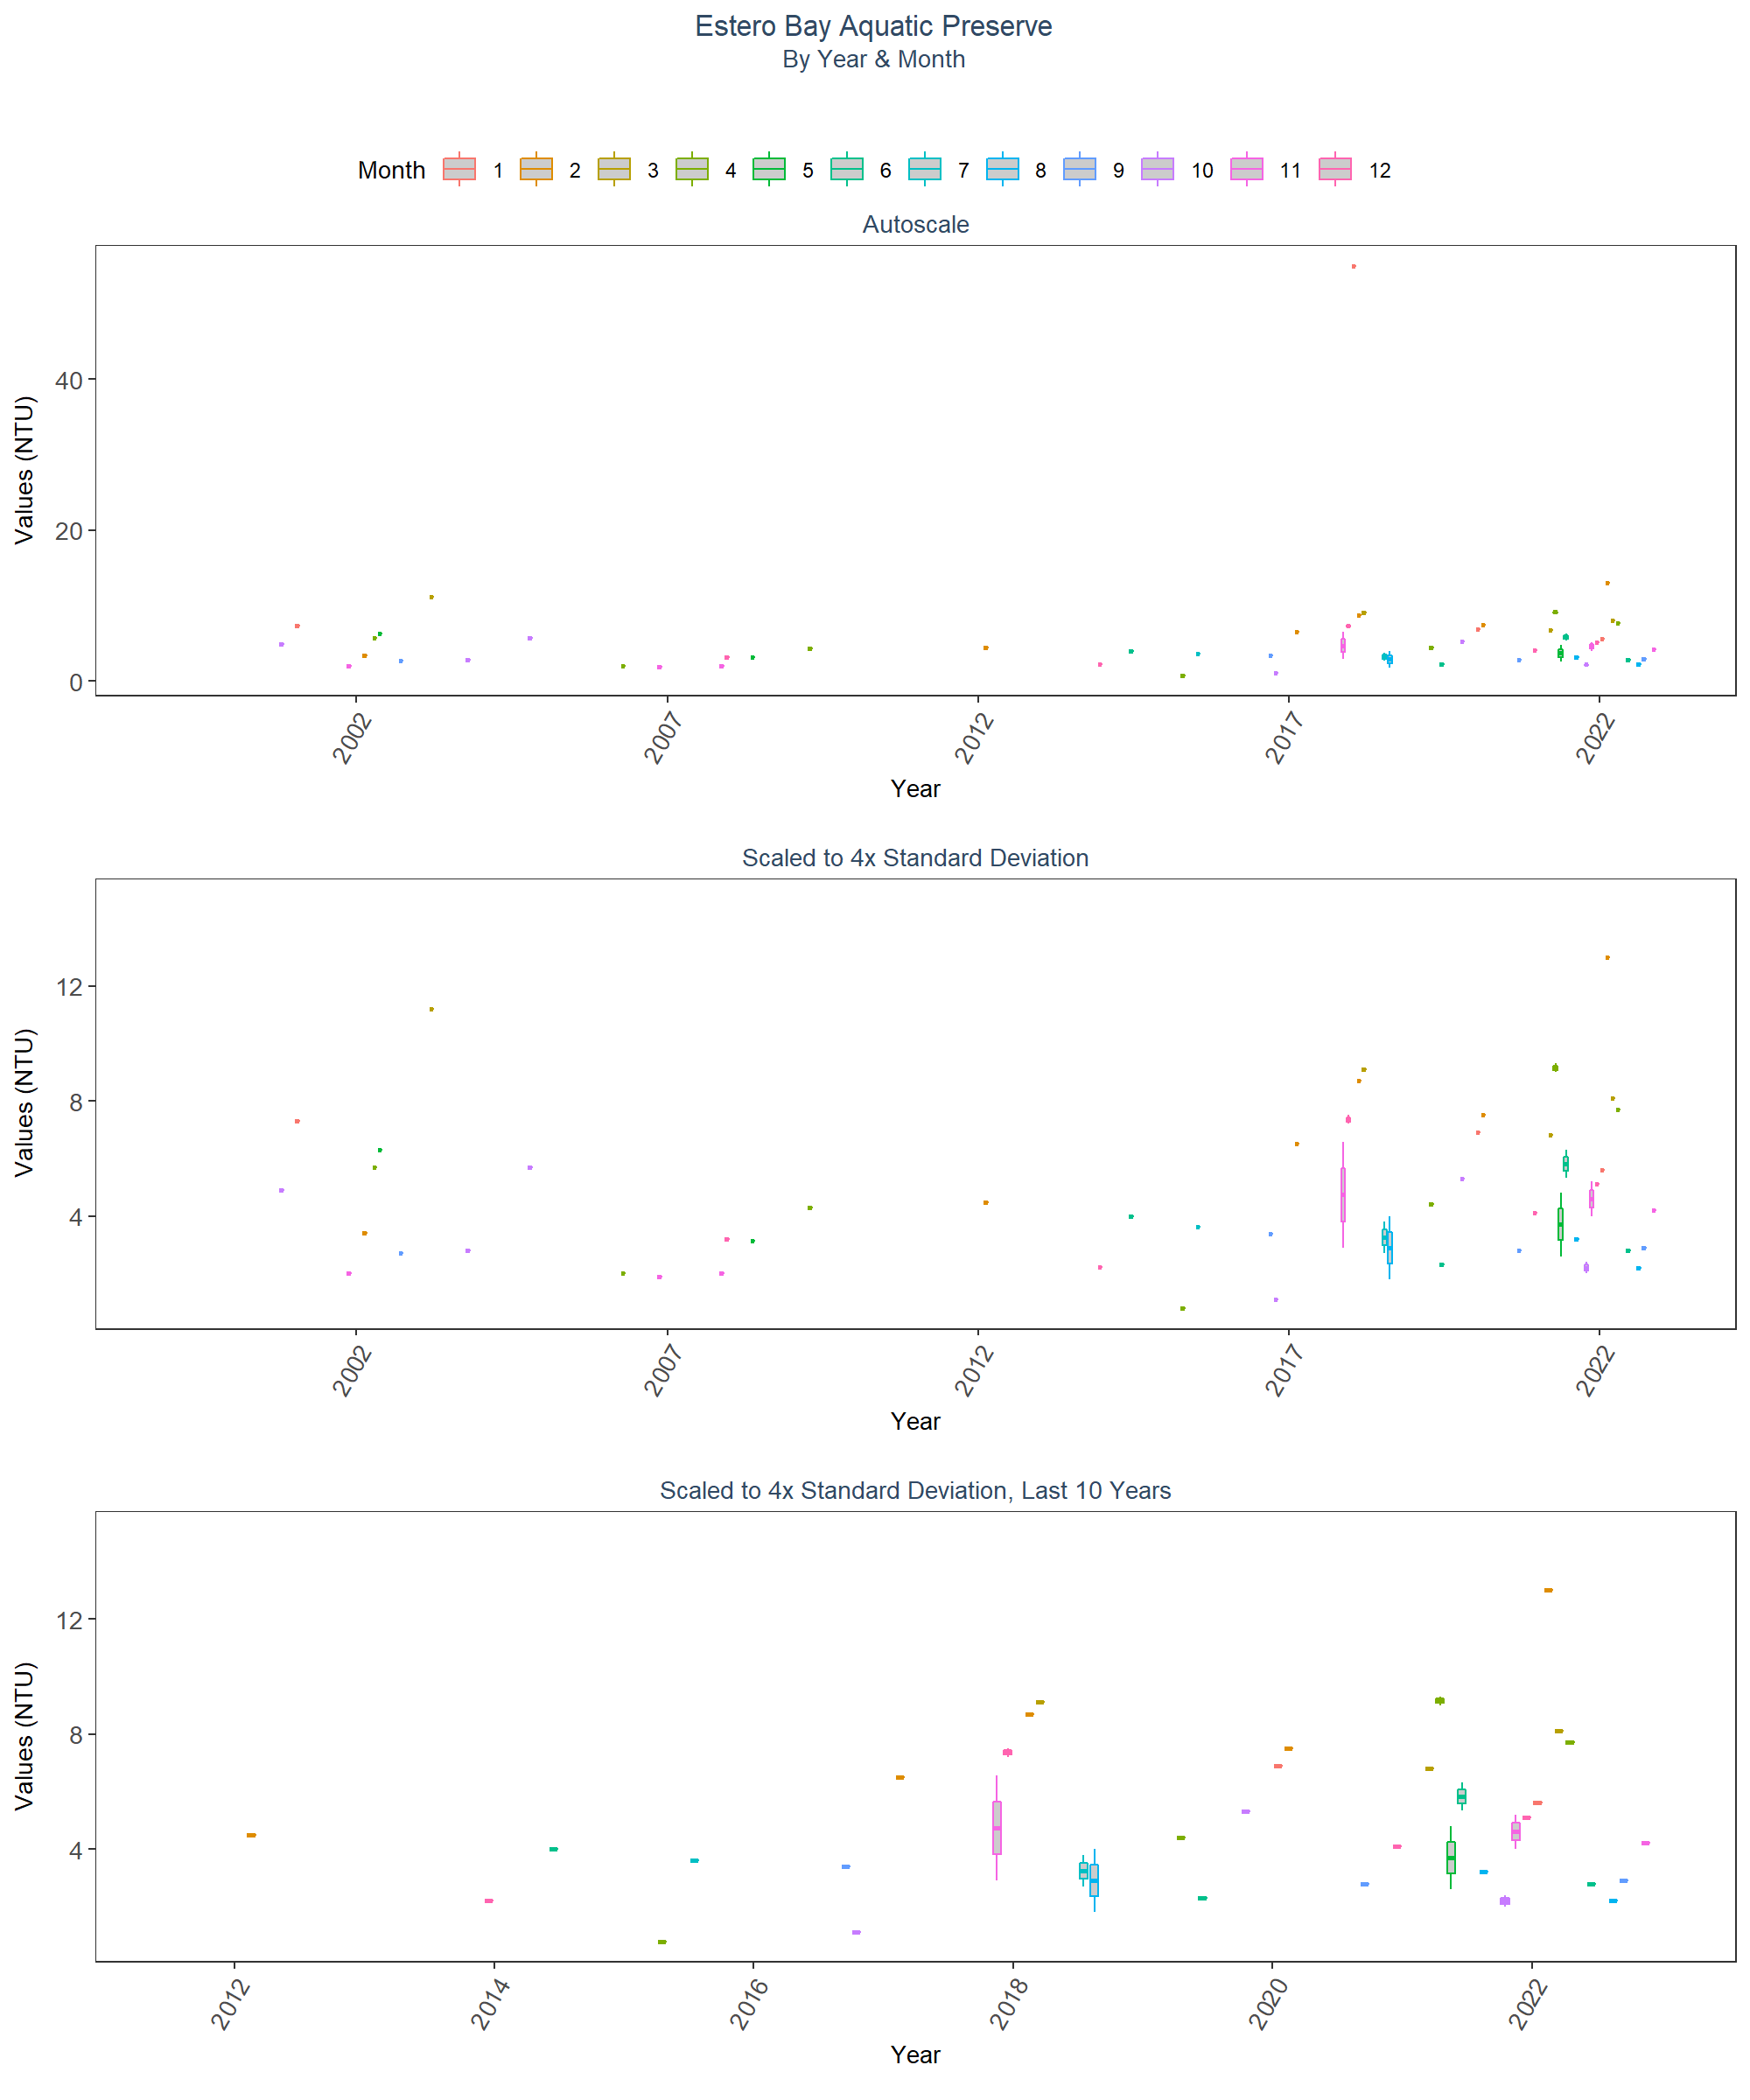 Estero Bay Aquatic Preserve
By Year & Month
Month 1 2 3 4 5 6 7 8 9 10 11 12
Autoscale
Values (NTU)
40
20
0
2002 2007 2012 2017 2022
Year
Scaled to 4x Standard Deviation
Values (NTU)
12
8
4
2002 2007 2012 2017 2022
Year
Scaled to 4x Standard Deviation, Last 10 Years
Values (NTU)
12
8
4
2012 2014 2016 2018 2020 2022
Year